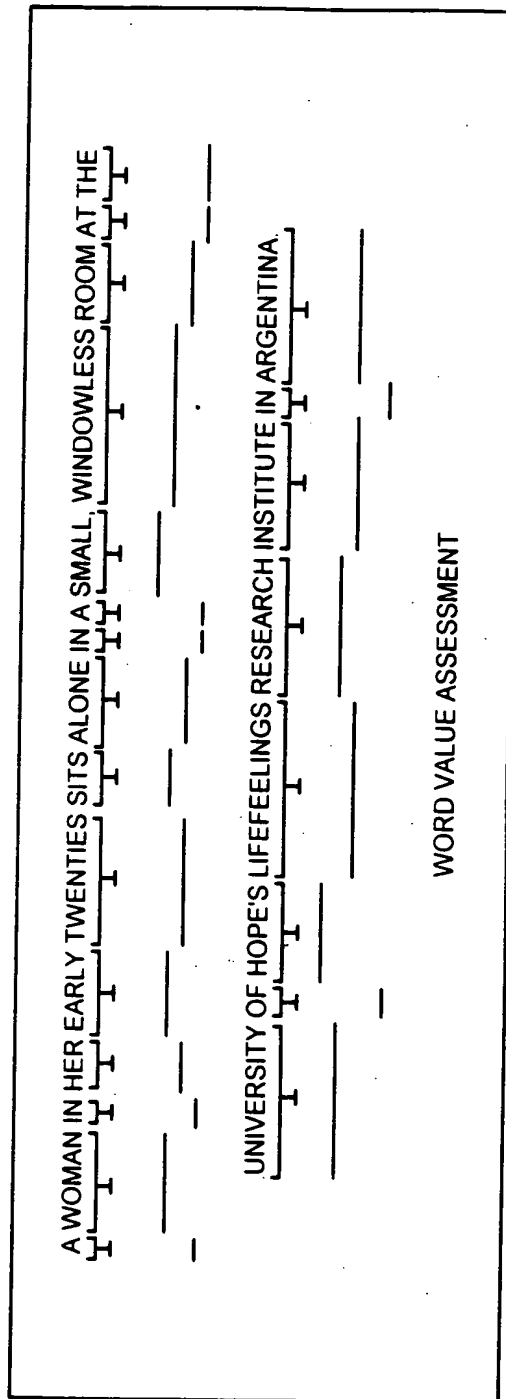 A WOMAN IN HER EARLY TWENTIES SITS ALONE IN A SMALL, WINDOWLESS ROOM AT THE
UNIVERSITY OF HOPE'S LIFEFEELINGS RESEARCH INSTITUTE IN ARGENTINA.
WORD VALUE ASSESSMENT